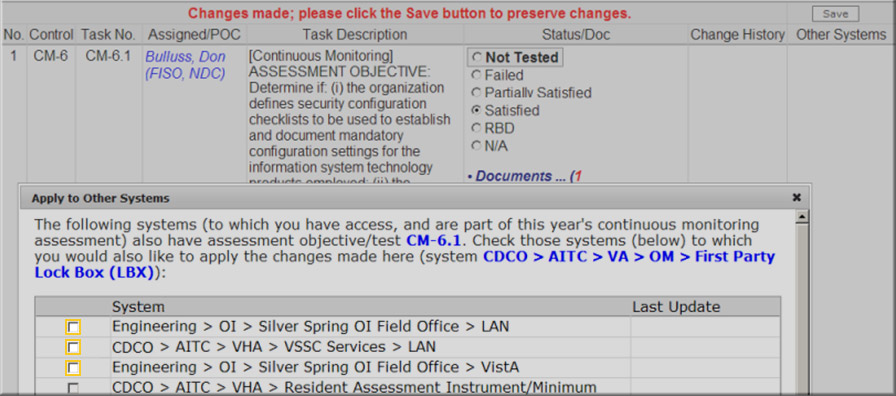 Changes made; please click the Save button to preserve changes.
Save
No. Control Task No. Assigned/POC Task Description Status/Doc Change History Other Systems
1 CM-6 CM-6.1 Bulluss, Don
(FISO, NDC)
[Continuous Monitoring]
ASSESSMENT OBJECTIVE:
Determine if: (i) the organization
defines security configuration
checklists to be used to establish
and document mandatory
configuration settings for the
information system technology
products employed; (ii) the
Not Tested
Failed
Partially Satisfied
Satisfied
RBD
N/A
• Documents ... (1
Apply to Other Systems
The following systems (to which you have access, and are part of this year's continuous monitoring
assessment) also have assessment objective/test CM-6.1. Check those systems (below) to which
you would also like to apply the changes made here (system CDCO > AITC > VA > OM > First Party
Lock Box (LBX)):
System Last Update
Engineering > OI > Silver Spring OI Field Office > LAN
CDCO > AITC > VHA > VSSC Services > LAN
Engineering > OI > Silver Spring OI Field Office > VistA
CDCO > AITC > VHA > Resident Assessment Instrument/Minimum